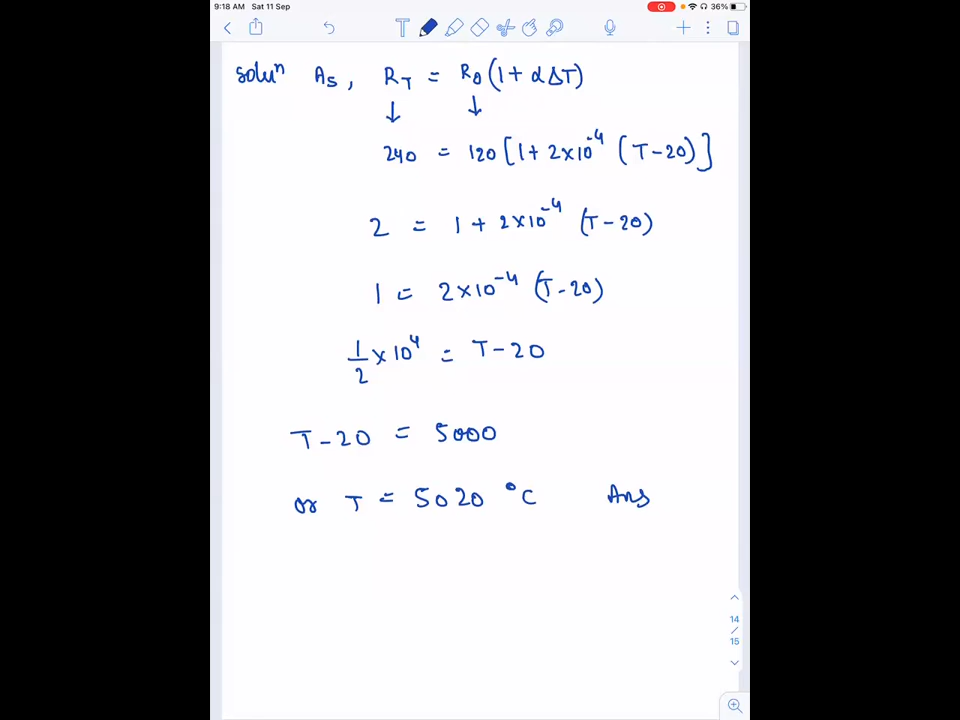 9:18 AM Sat 11 Sep 36%
T
soluⁿ As, R_T = R_0 (1 + α ΔT)
↓ ↓
240 = 120 [1 + 2×10⁻⁴ (T-20)]
2 = 1 + 2×10⁻⁴ (T-20)
1 = 2×10⁻⁴ (T-20)
1/2 × 10⁴ = T-20
T-20 = 5000
or T = 5020 °C Ans
14
/
15